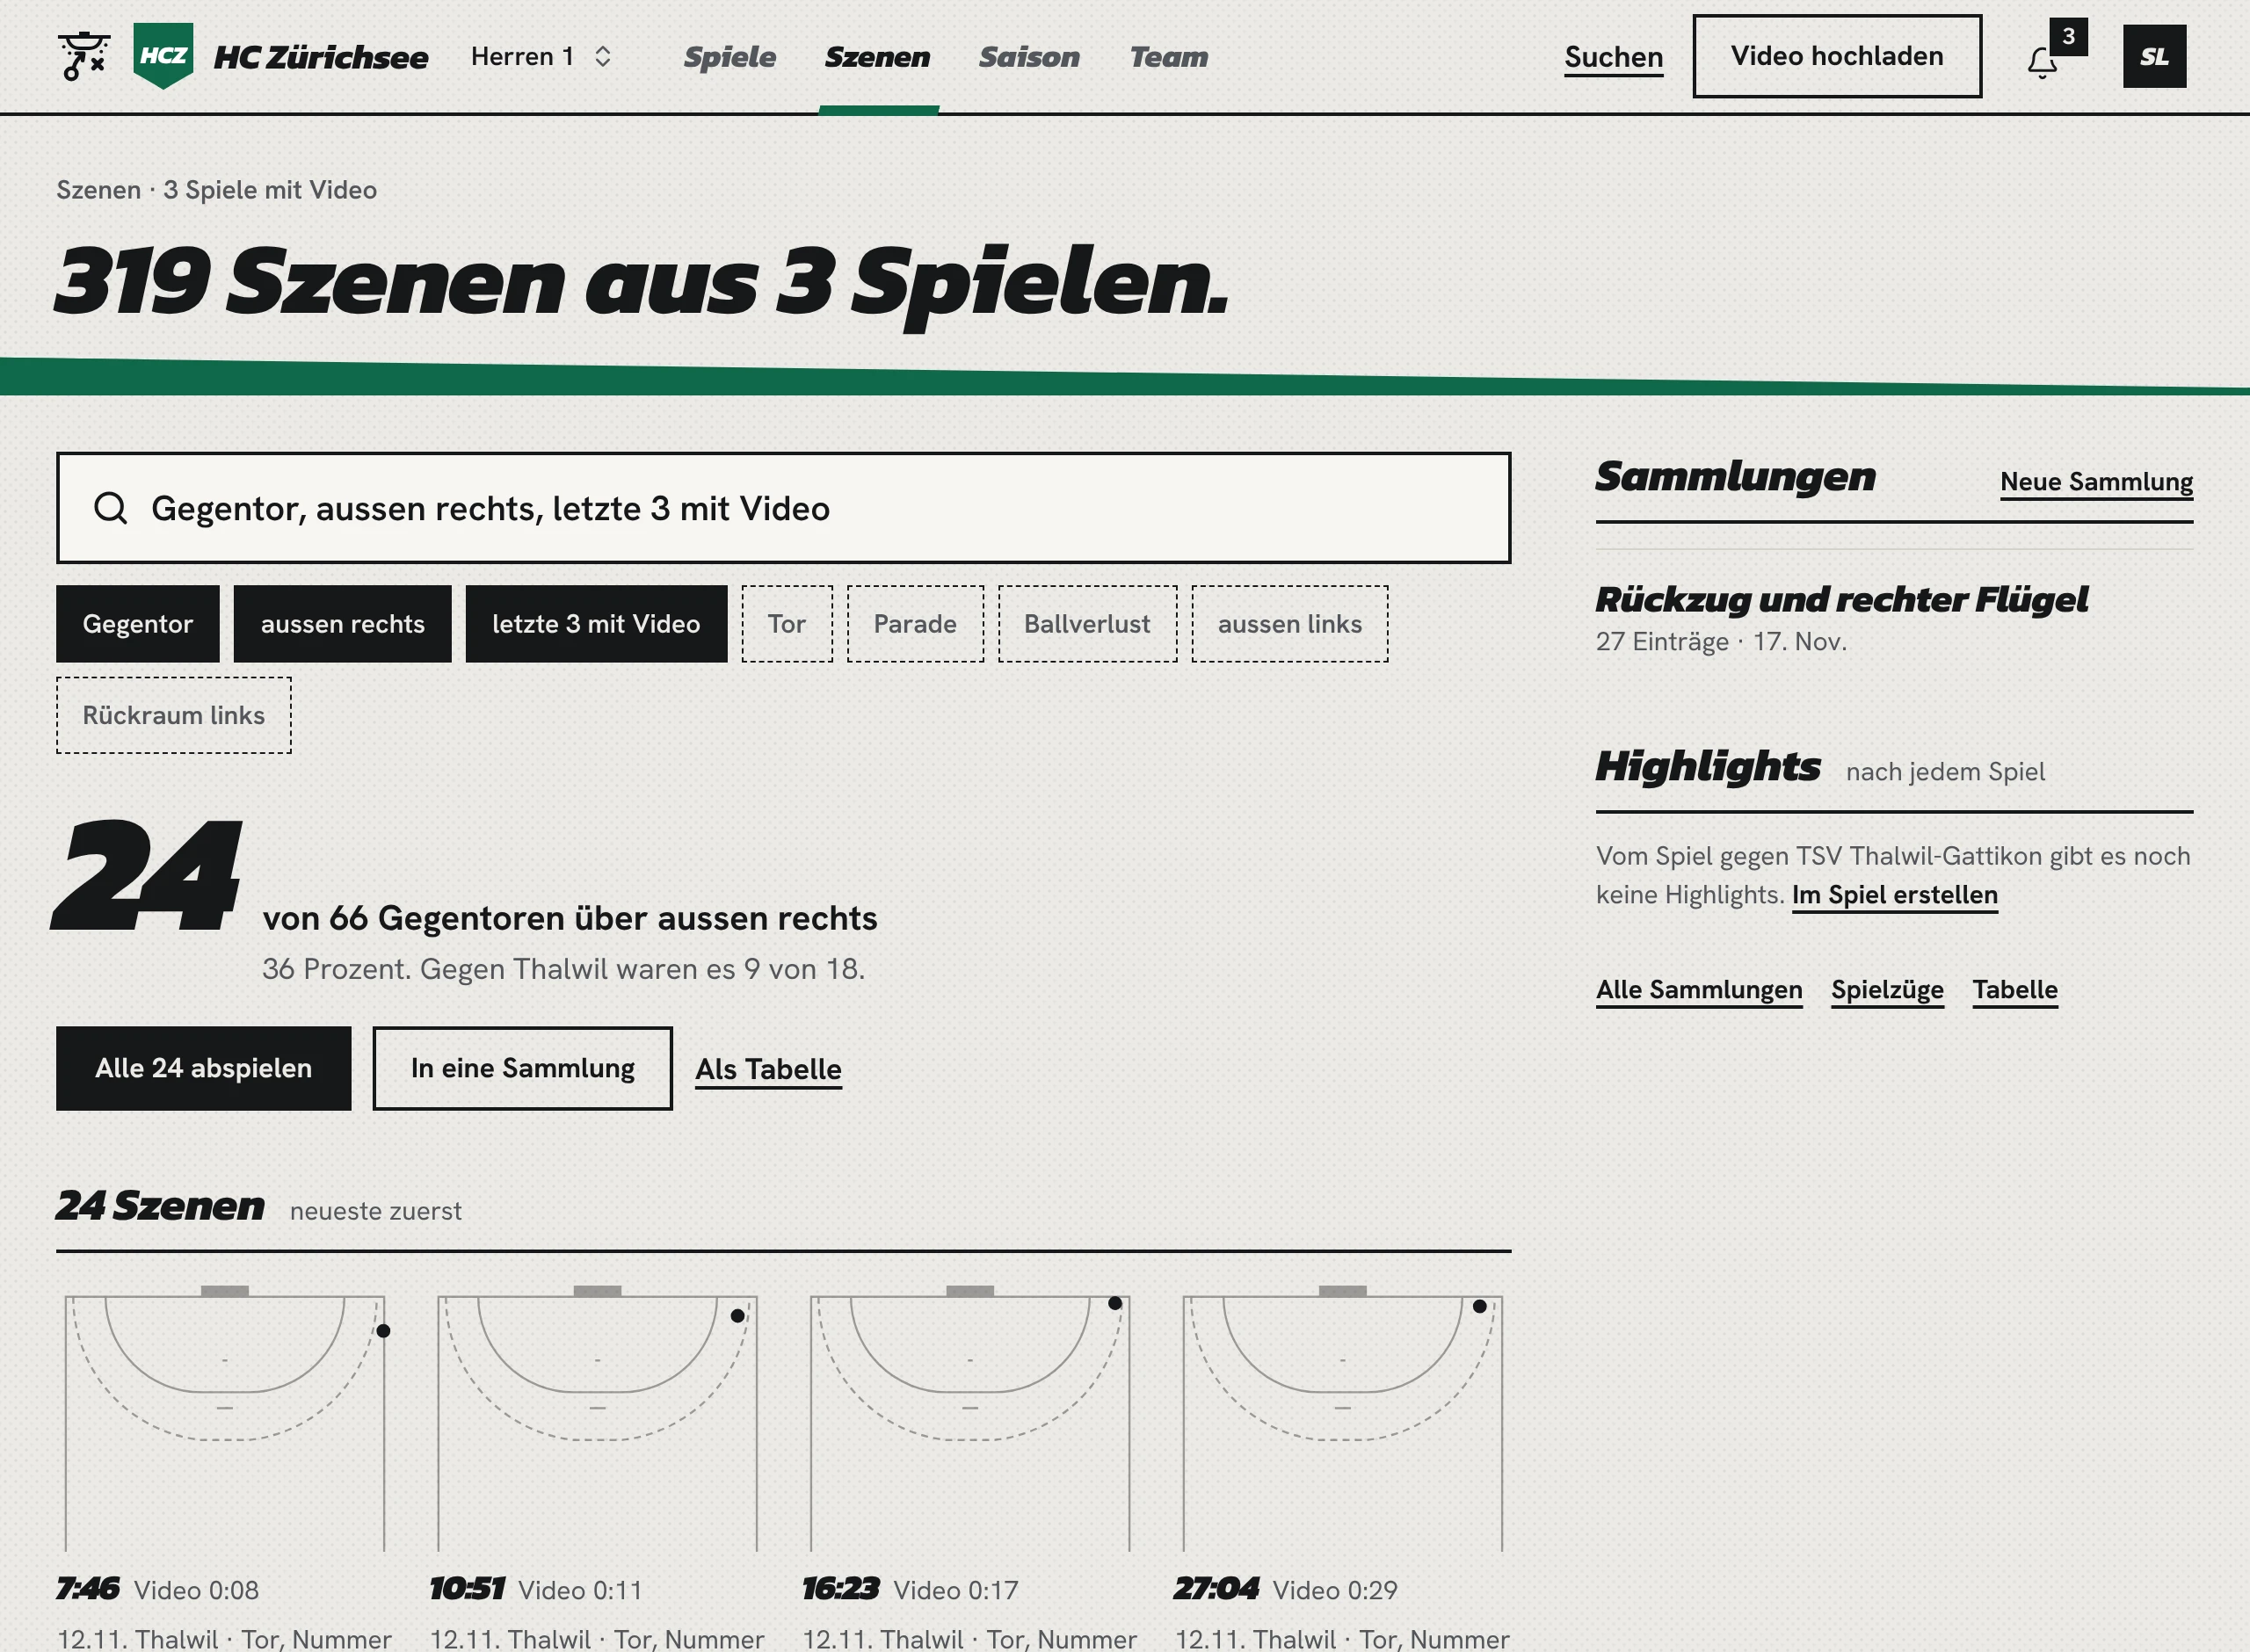 HCZ HC Zürichsee Herren 1 Spiele Szenen Saison Team Suchen Video hochladen 3 SL
Szenen · 3 Spiele mit Video
319 Szenen aus 3 Spielen.
Gegentor, aussen rechts, letzte 3 mit Video
Gegentor aussen rechts letzte 3 mit Video Tor Parade Ballverlust aussen links
Rückraum links
24 von 66 Gegentoren über aussen rechts
36 Prozent. Gegen Thalwil waren es 9 von 18.
Alle 24 abspielen In eine Sammlung Als Tabelle
24 Szenen neueste zuerst
7:46 Video 0:08 10:51 Video 0:11 16:23 Video 0:17 27:04 Video 0:29
12.11. Thalwil · Tor, Nummer 12.11. Thalwil · Tor, Nummer 12.11. Thalwil · Tor, Nummer 12.11. Thalwil · Tor, Nummer
Sammlungen Neue Sammlung
Rückzug und rechter Flügel
27 Einträge · 17. Nov.
Highlights nach jedem Spiel
Vom Spiel gegen TSV Thalwil-Gattikon gibt es noch
keine Highlights. Im Spiel erstellen
Alle Sammlungen Spielzüge Tabelle